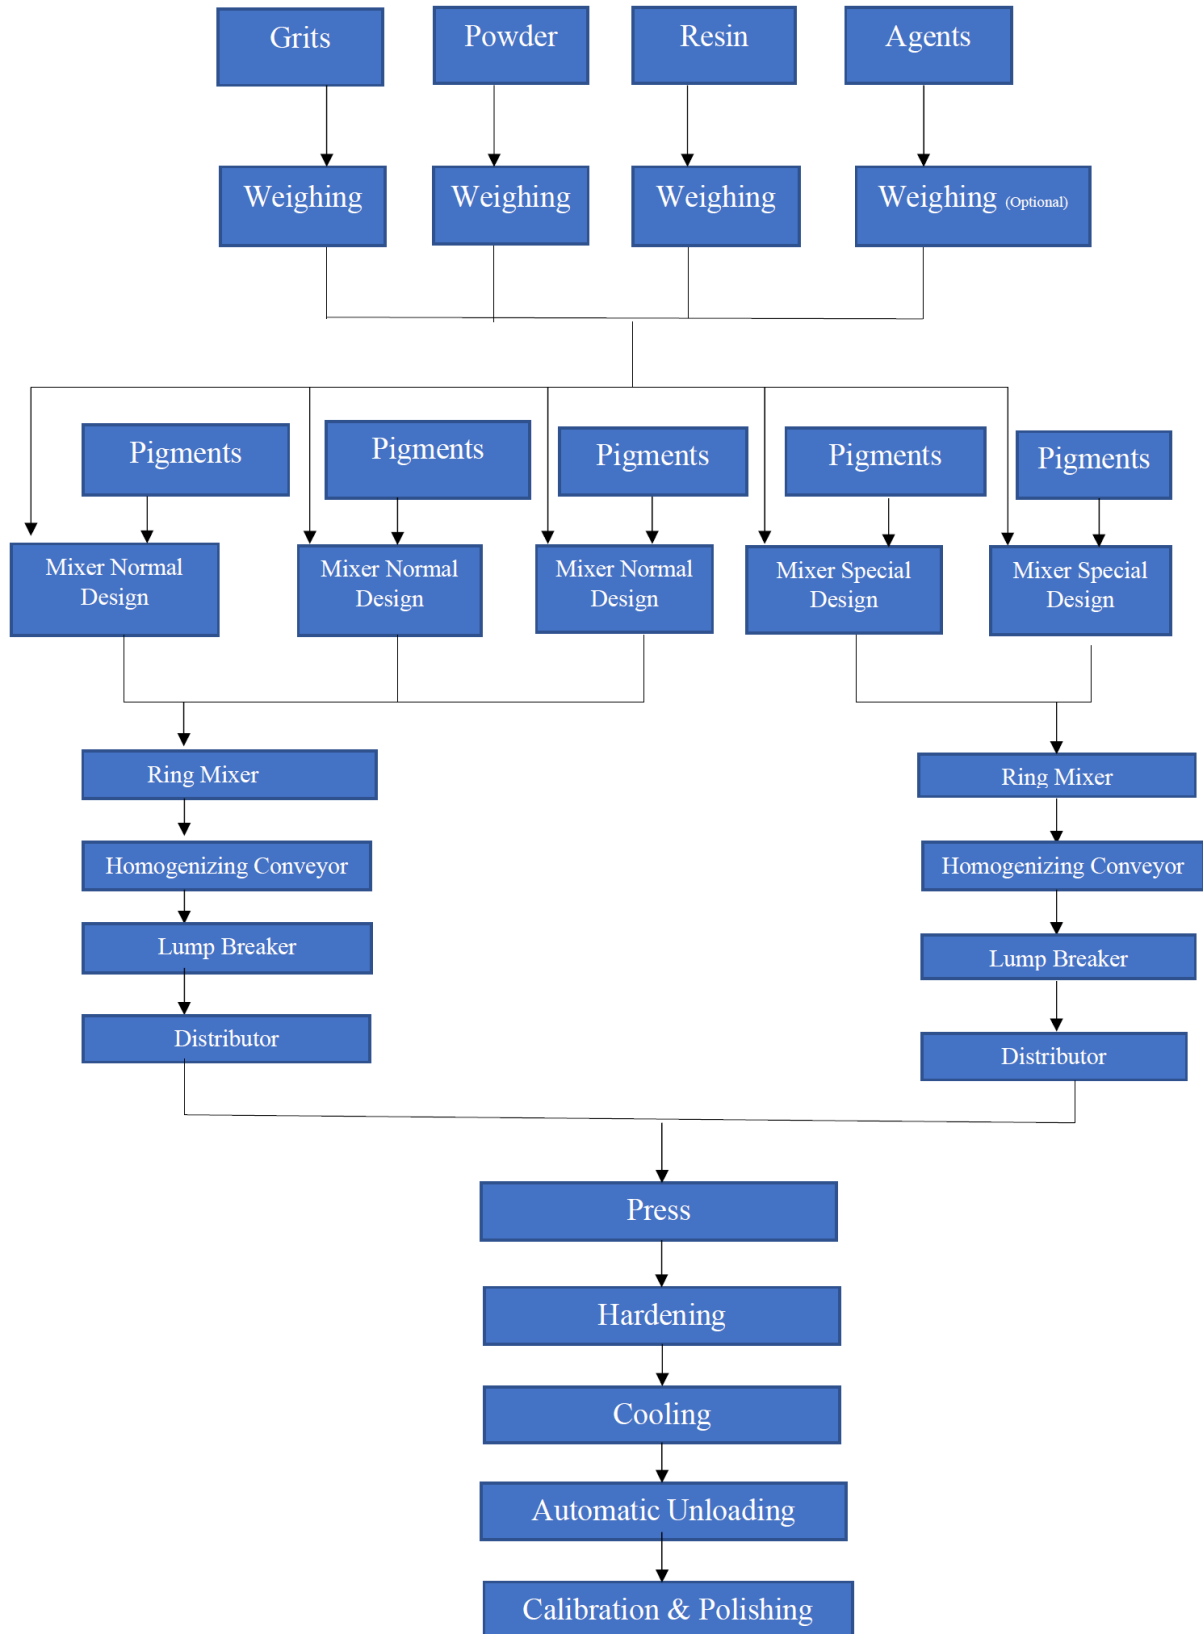 Grits
Powder
Resin
Agents
Weighing
Weighing
Weighing
Weighing (Optional)
Pigments
Pigments
Pigments
Pigments
Pigments
Mixer Normal
Design
Mixer Normal
Design
Mixer Normal
Design
Mixer Special
Design
Mixer Special
Design
Ring Mixer
Homogenizing Conveyor
Lump Breaker
Distributor
Ring Mixer
Homogenizing Conveyor
Lump Breaker
Distributor
Press
Hardening
Cooling
Automatic Unloading
Calibration & Polishing